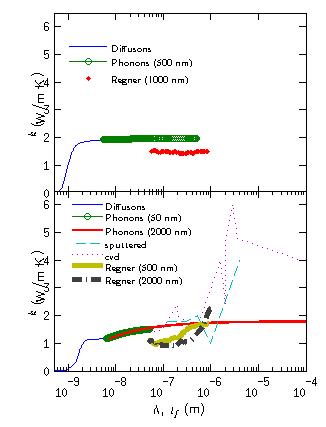 6
5
4
3
2
1
0
k (W/m K)
Diffusons
Phonons (500 nm)
Regner (1000 nm)
6
5
4
3
2
1
0
k (W/m K)
Diffusons
Phonons (50 nm)
Phonons (2000 nm)
sputtered
cvd
Regner (500 nm)
Regner (2000 nm)
10⁻⁹ 10⁻⁸ 10⁻⁷ 10⁻⁶ 10⁻⁵ 10⁻⁴
(m)